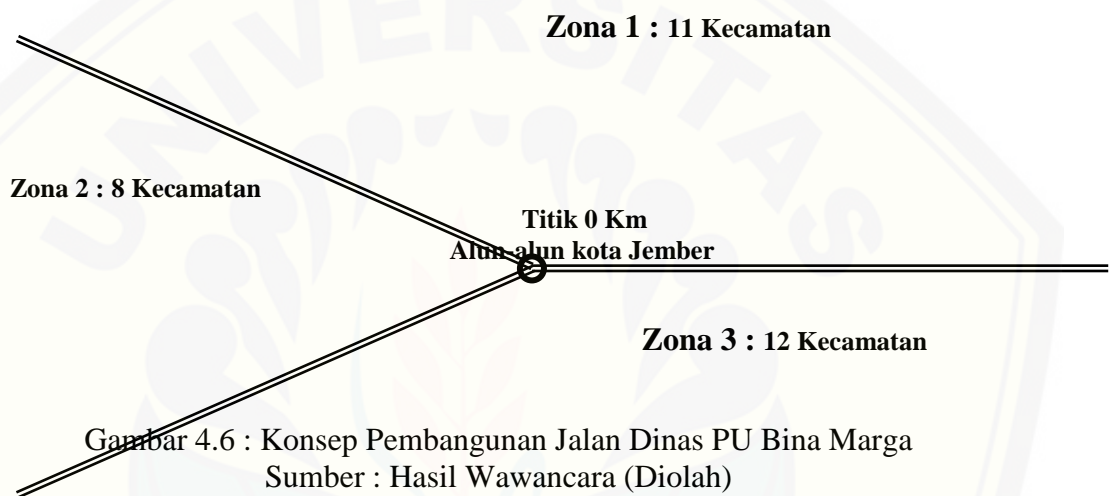 UNIVERSITAS
Zona 1 : 11 Kecamatan
Zona 2 : 8 Kecamatan
Titik 0 Km
Alun-alun kota Jember
Zona 3 : 12 Kecamatan
Gambar 4.6 : Konsep Pembangunan Jalan Dinas PU Bina Marga
Sumber : Hasil Wawancara (Diolah)